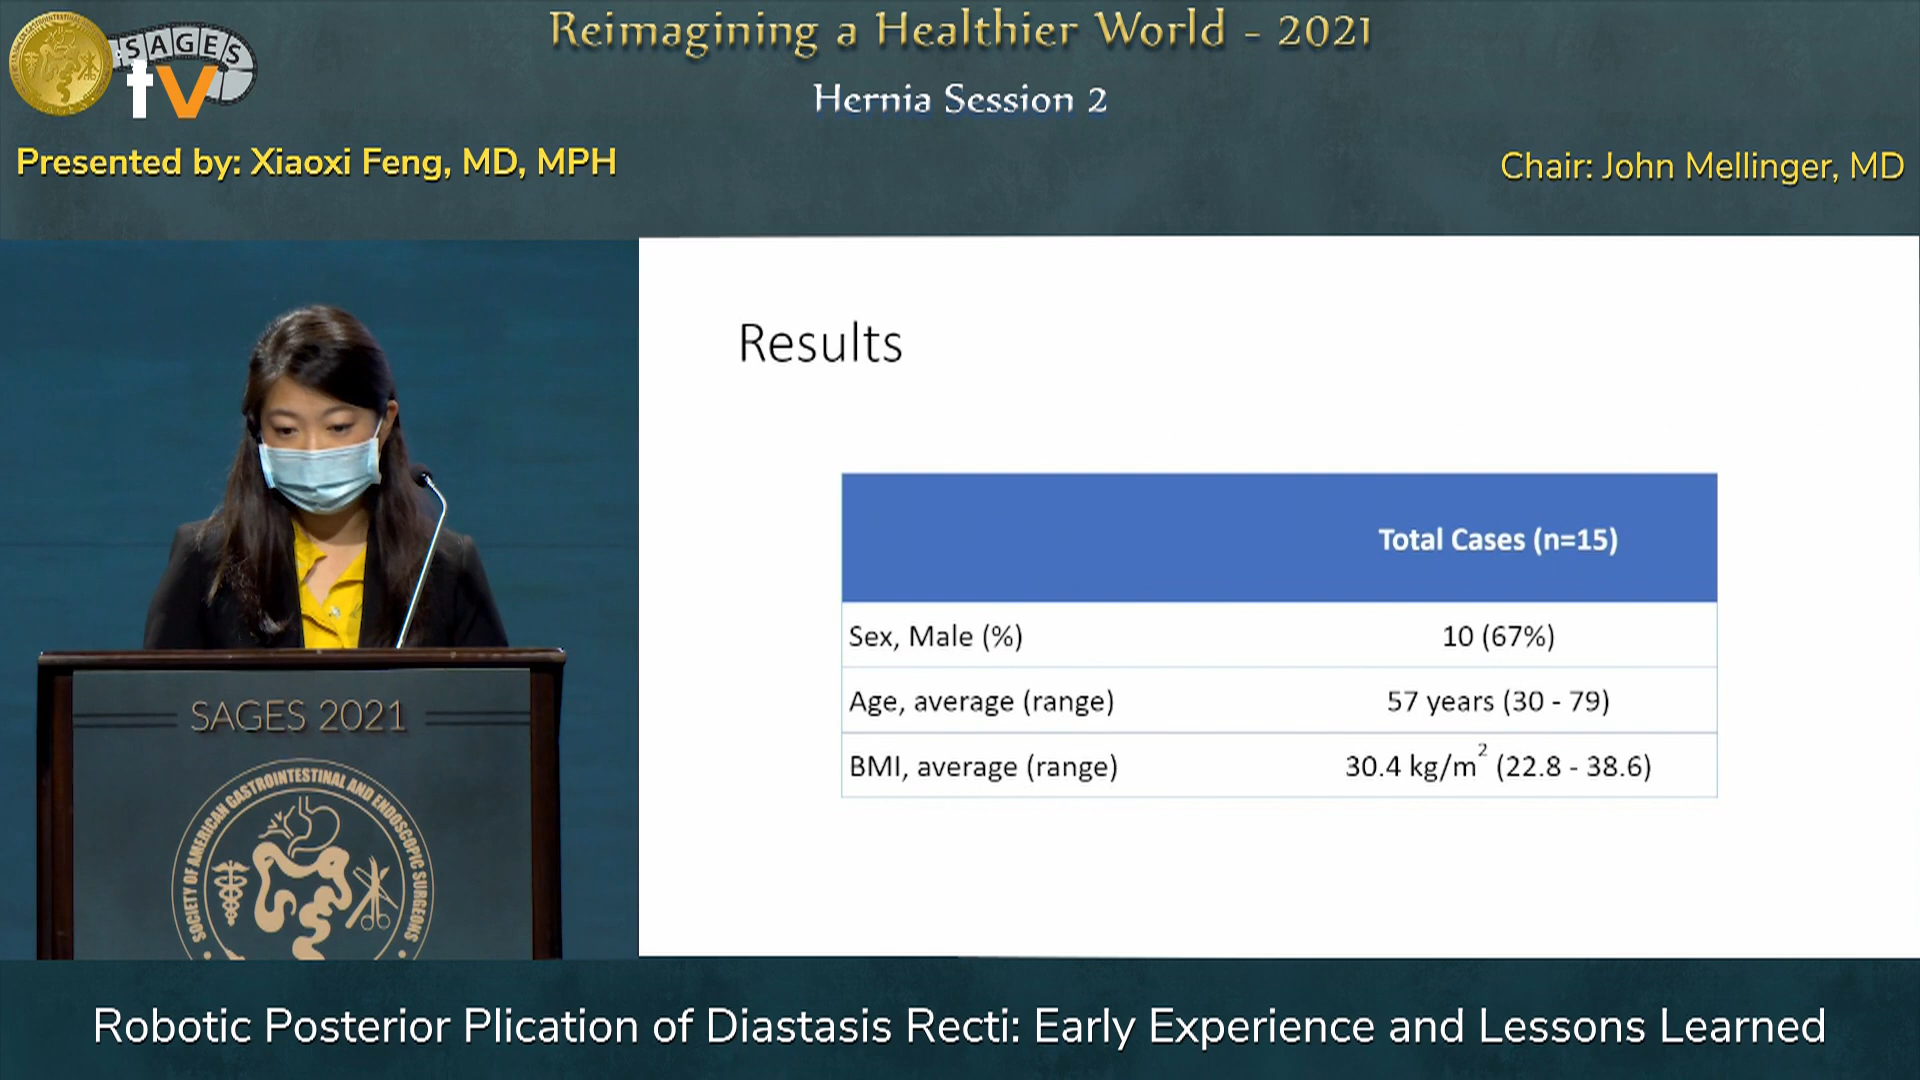 Reimagining a Healthier World - 2021
SAGES
tv
Hernia Session 2
Presented by: Xiaoxi Feng, MD, MPH
Chair: John Mellinger, MD
Results
Total Cases (n=15)
Sex, Male (%) 10 (67%)
Age, average (range) 57 years (30 - 79)
BMI, average (range) 30.4 kg/m² (22.8 - 38.6)
SAGES 2021
SOCIETY OF AMERICAN GASTROINTESTINAL AND ENDOSCOPIC SURGEONS
Robotic Posterior Plication of Diastasis Recti: Early Experience and Lessons Learned